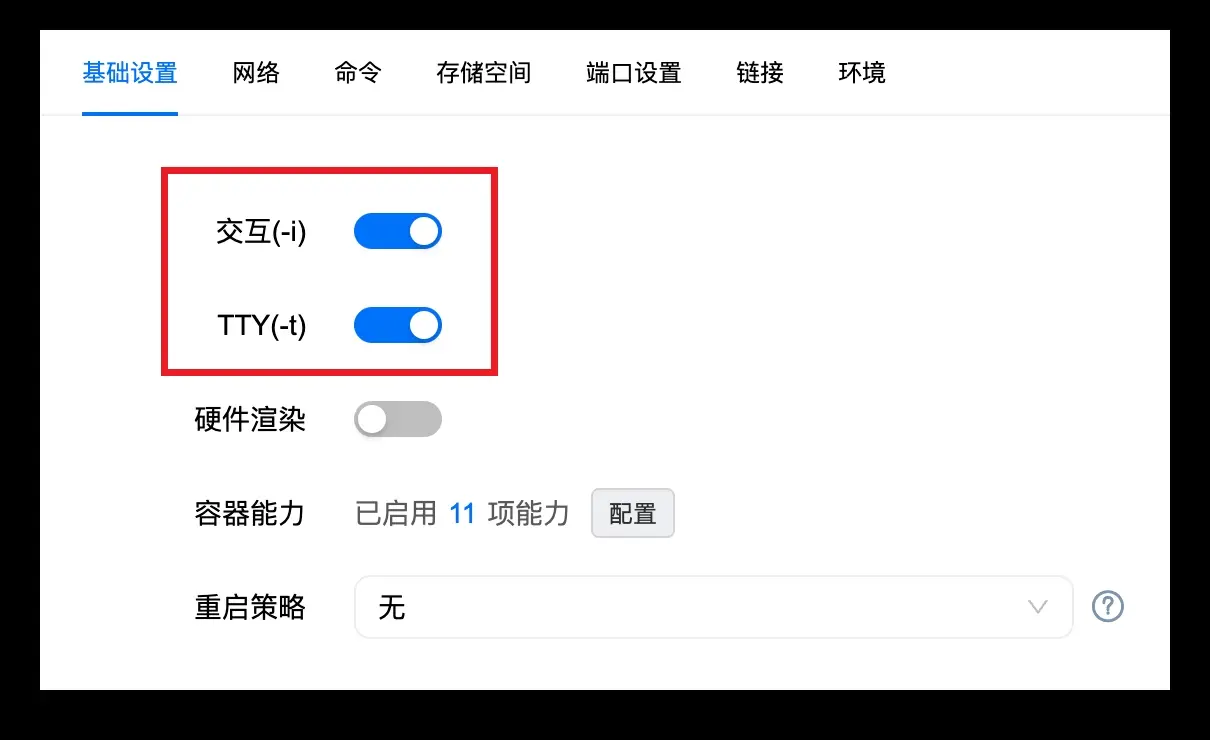 基础设置 网络 命令 存储空间 端口设置 链接 环境
交互(-i)
TTY(-t)
硬件渲染
容器能力 已启用 11 项能力 配置
重启策略 无 ?